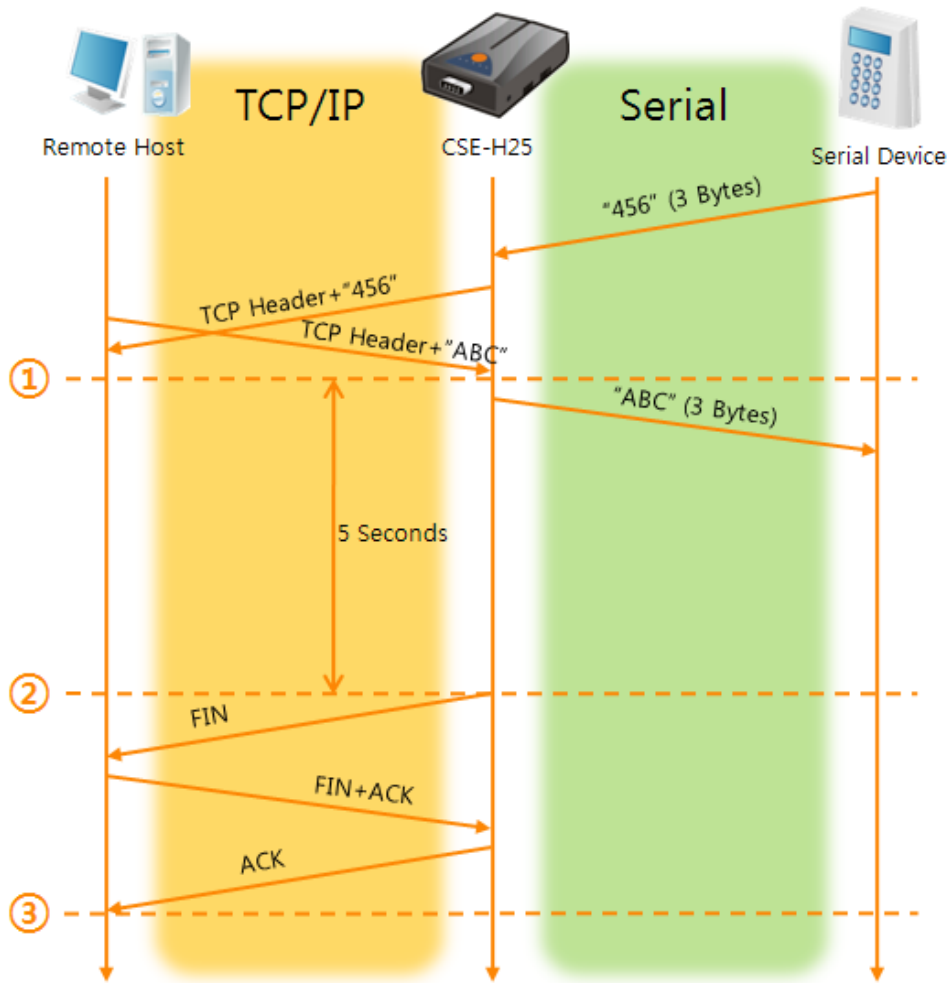 TCP/IP
Serial
Remote Host
CSE-H25
Serial Device
"456" (3 Bytes)
TCP Header+"456"
TCP Header+"ABC"
①
"ABC" (3 Bytes)
5 Seconds
②
FIN
FIN+ACK
ACK
③